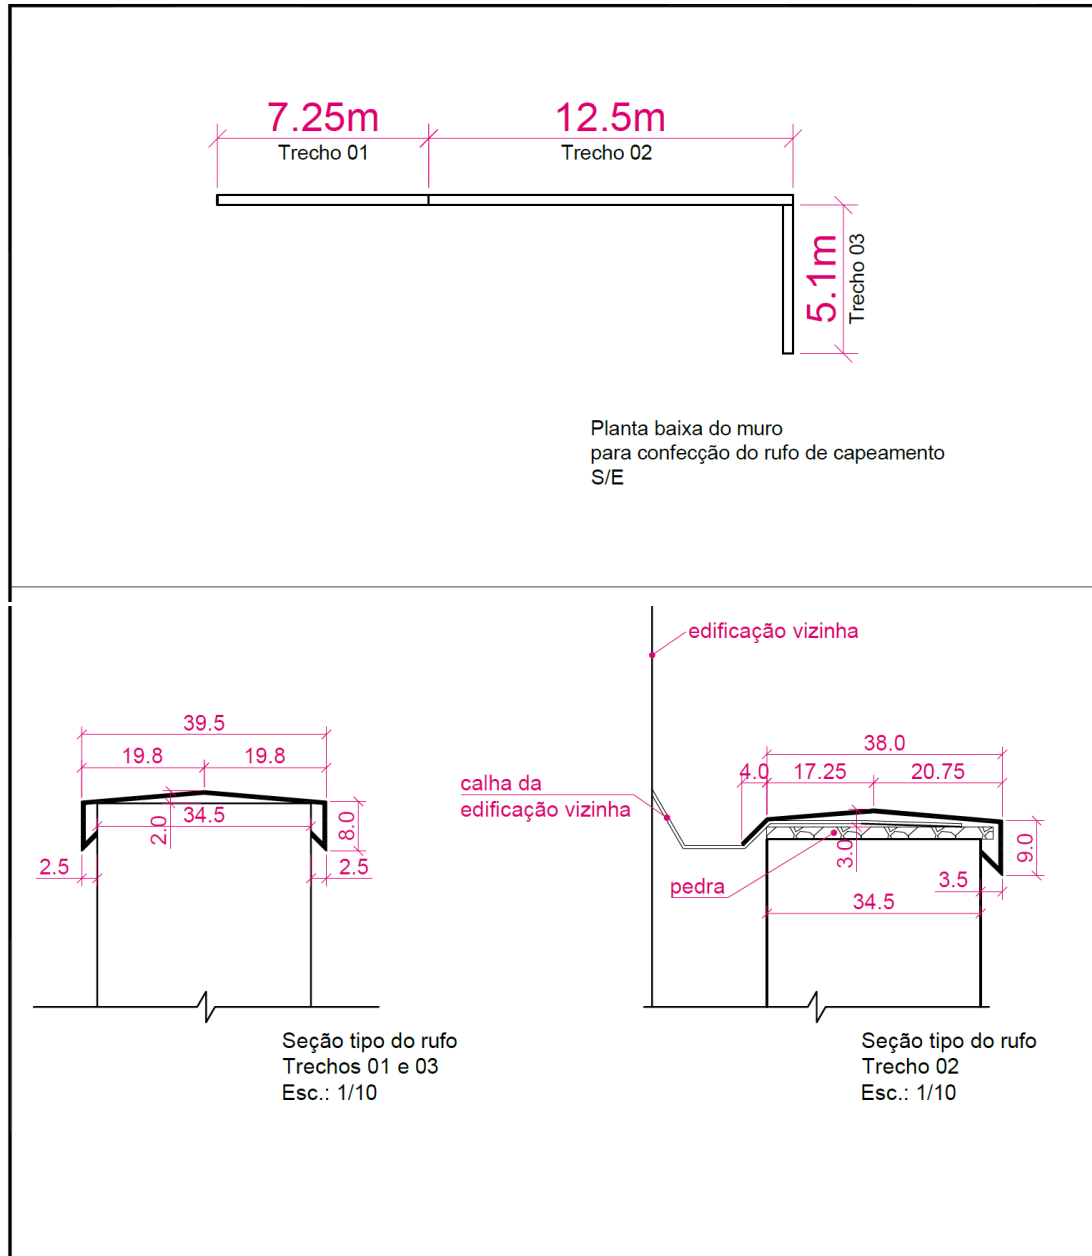 7.25m
12.5m
Trecho 01
Trecho 02
5.1m
Trecho 03
Planta baixa do muro
para confecção do rufo de capeamento
S/E
edificação vizinha
39.5
19.8
19.8
34.5
2.0
8.0
2.5
2.5
Seção tipo do rufo
Trechos 01 e 03
Esc.: 1/10
38.0
4.0
17.25
20.75
calha da
edificação vizinha
3.0
9.0
pedra
3.5
34.5
Seção tipo do rufo
Trecho 02
Esc.: 1/10